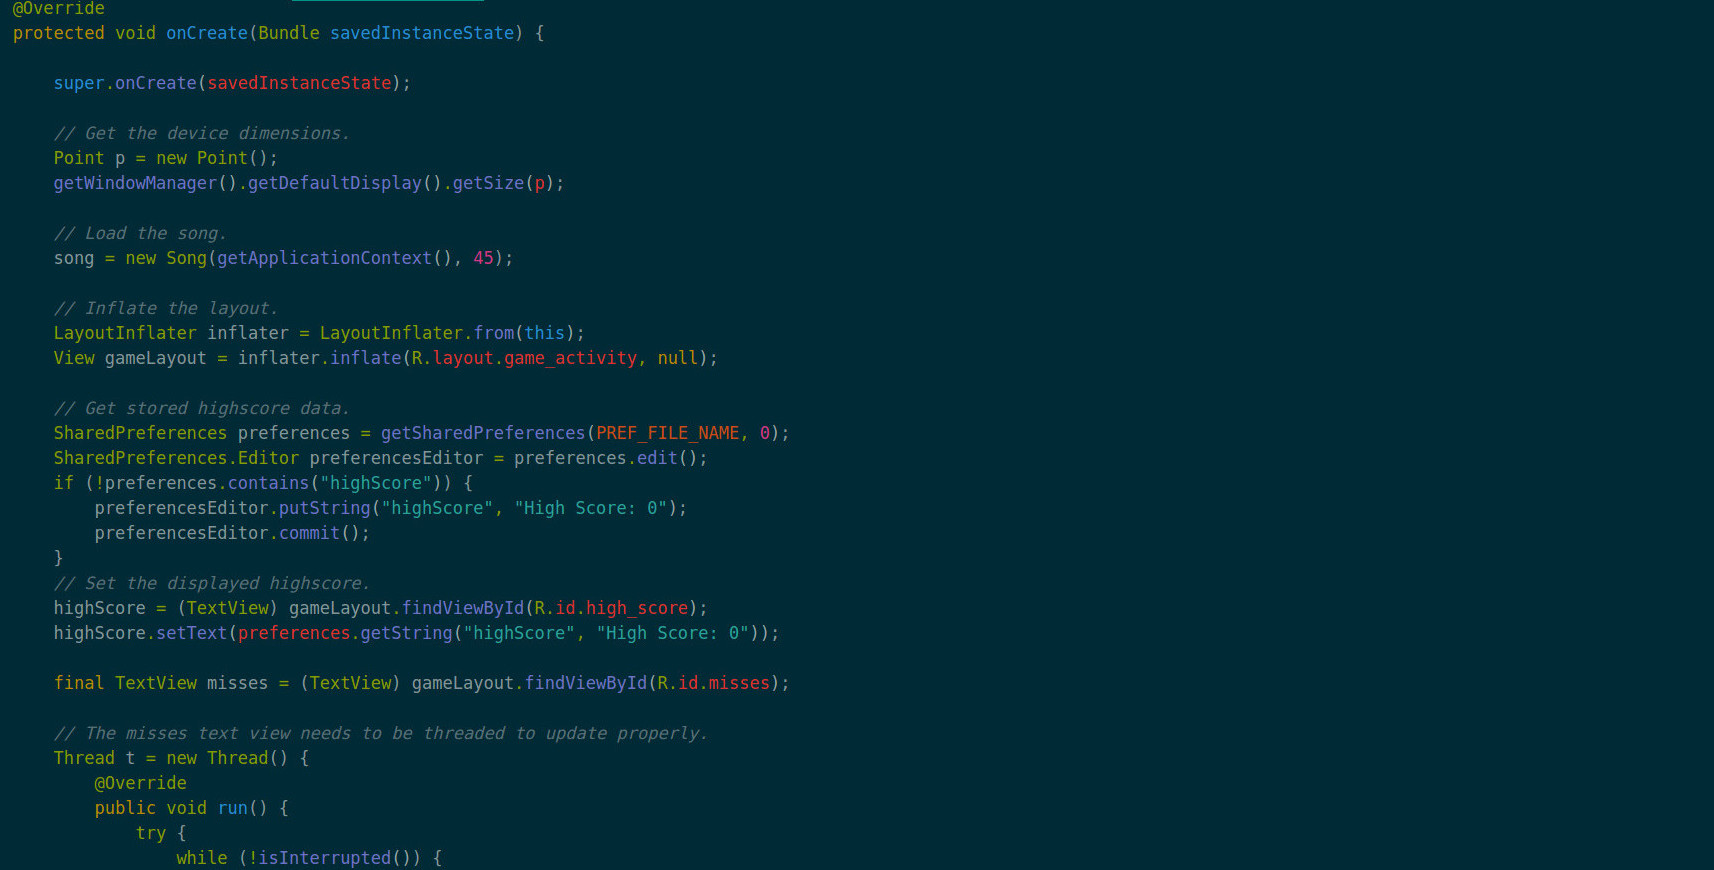 @Override
protected void onCreate(Bundle savedInstanceState) {
super.onCreate(savedInstanceState);
// Get the device dimensions.
Point p = new Point();
getWindowManager().getDefaultDisplay().getSize(p);
// Load the song.
song = new Song(getApplicationContext(), 45);
// Inflate the layout.
LayoutInflater inflater = LayoutInflater.from(this);
View gameLayout = inflater.inflate(R.layout.game_activity, null);
// Get stored highscore data.
SharedPreferences preferences = getSharedPreferences(PREF_FILE_NAME, 0);
SharedPreferences.Editor preferencesEditor = preferences.edit();
if (!preferences.contains("highScore")) {
preferencesEditor.putString("highScore", "High Score: 0");
preferencesEditor.commit();
}
// Set the displayed highscore.
highScore = (TextView) gameLayout.findViewById(R.id.high_score);
highScore.setText(preferences.getString("highScore", "High Score: 0"));
final TextView misses = (TextView) gameLayout.findViewById(R.id.misses);
// The misses text view needs to be threaded to update properly.
Thread t = new Thread() {
@Override
public void run() {
try {
while (!isInterrupted()) {